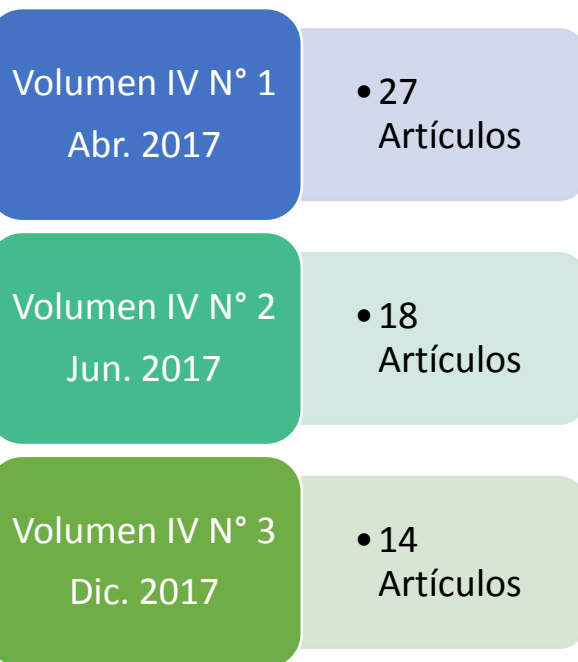 Volumen IV N° 1
Abr. 2017
• 27
Artículos
Volumen IV N° 2
Jun. 2017
• 18
Artículos
Volumen IV N° 3
Dic. 2017
• 14
Artículos